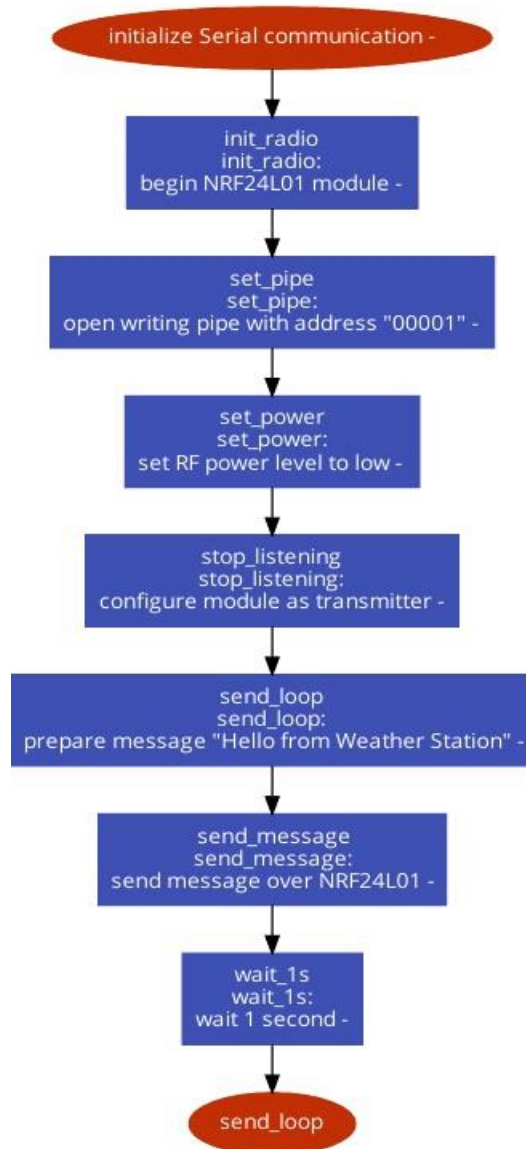 initialize Serial communication -
init_radio
init_radio:
begin NRF24L01 module -
set_pipe
set_pipe:
open writing pipe with address "00001" -
set_power
set_power:
set RF power level to low -
stop_listening
stop_listening:
configure module as transmitter -
send_loop
send_loop:
prepare message "Hello from Weather Station" -
send_message
send_message:
send message over NRF24L01 -
wait_1s
wait_1s:
wait 1 second -
send_loop